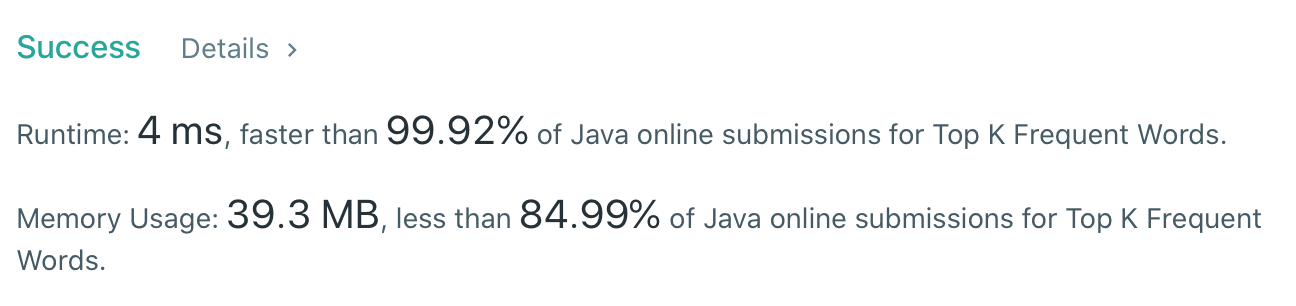 Success Details >
Runtime: 4 ms, faster than 99.92% of Java online submissions for Top K Frequent Words.
Memory Usage: 39.3 MB, less than 84.99% of Java online submissions for Top K Frequent
Words.